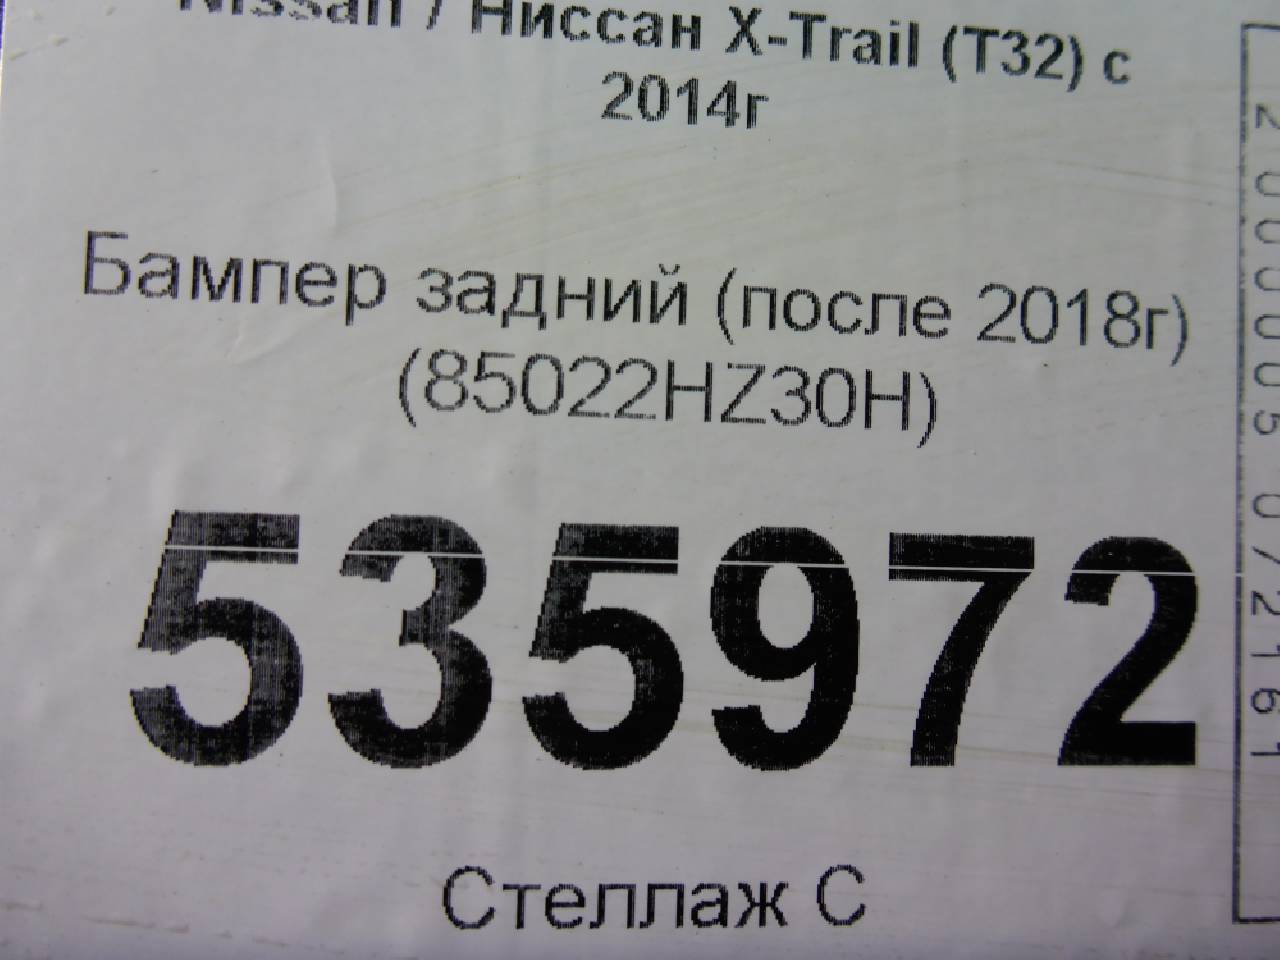 Nissan / Ниссан X-Trail (T32) с
2014г
Бампер задний (после 2018г)
(85022HZ30H)
535972
Стеллаж С